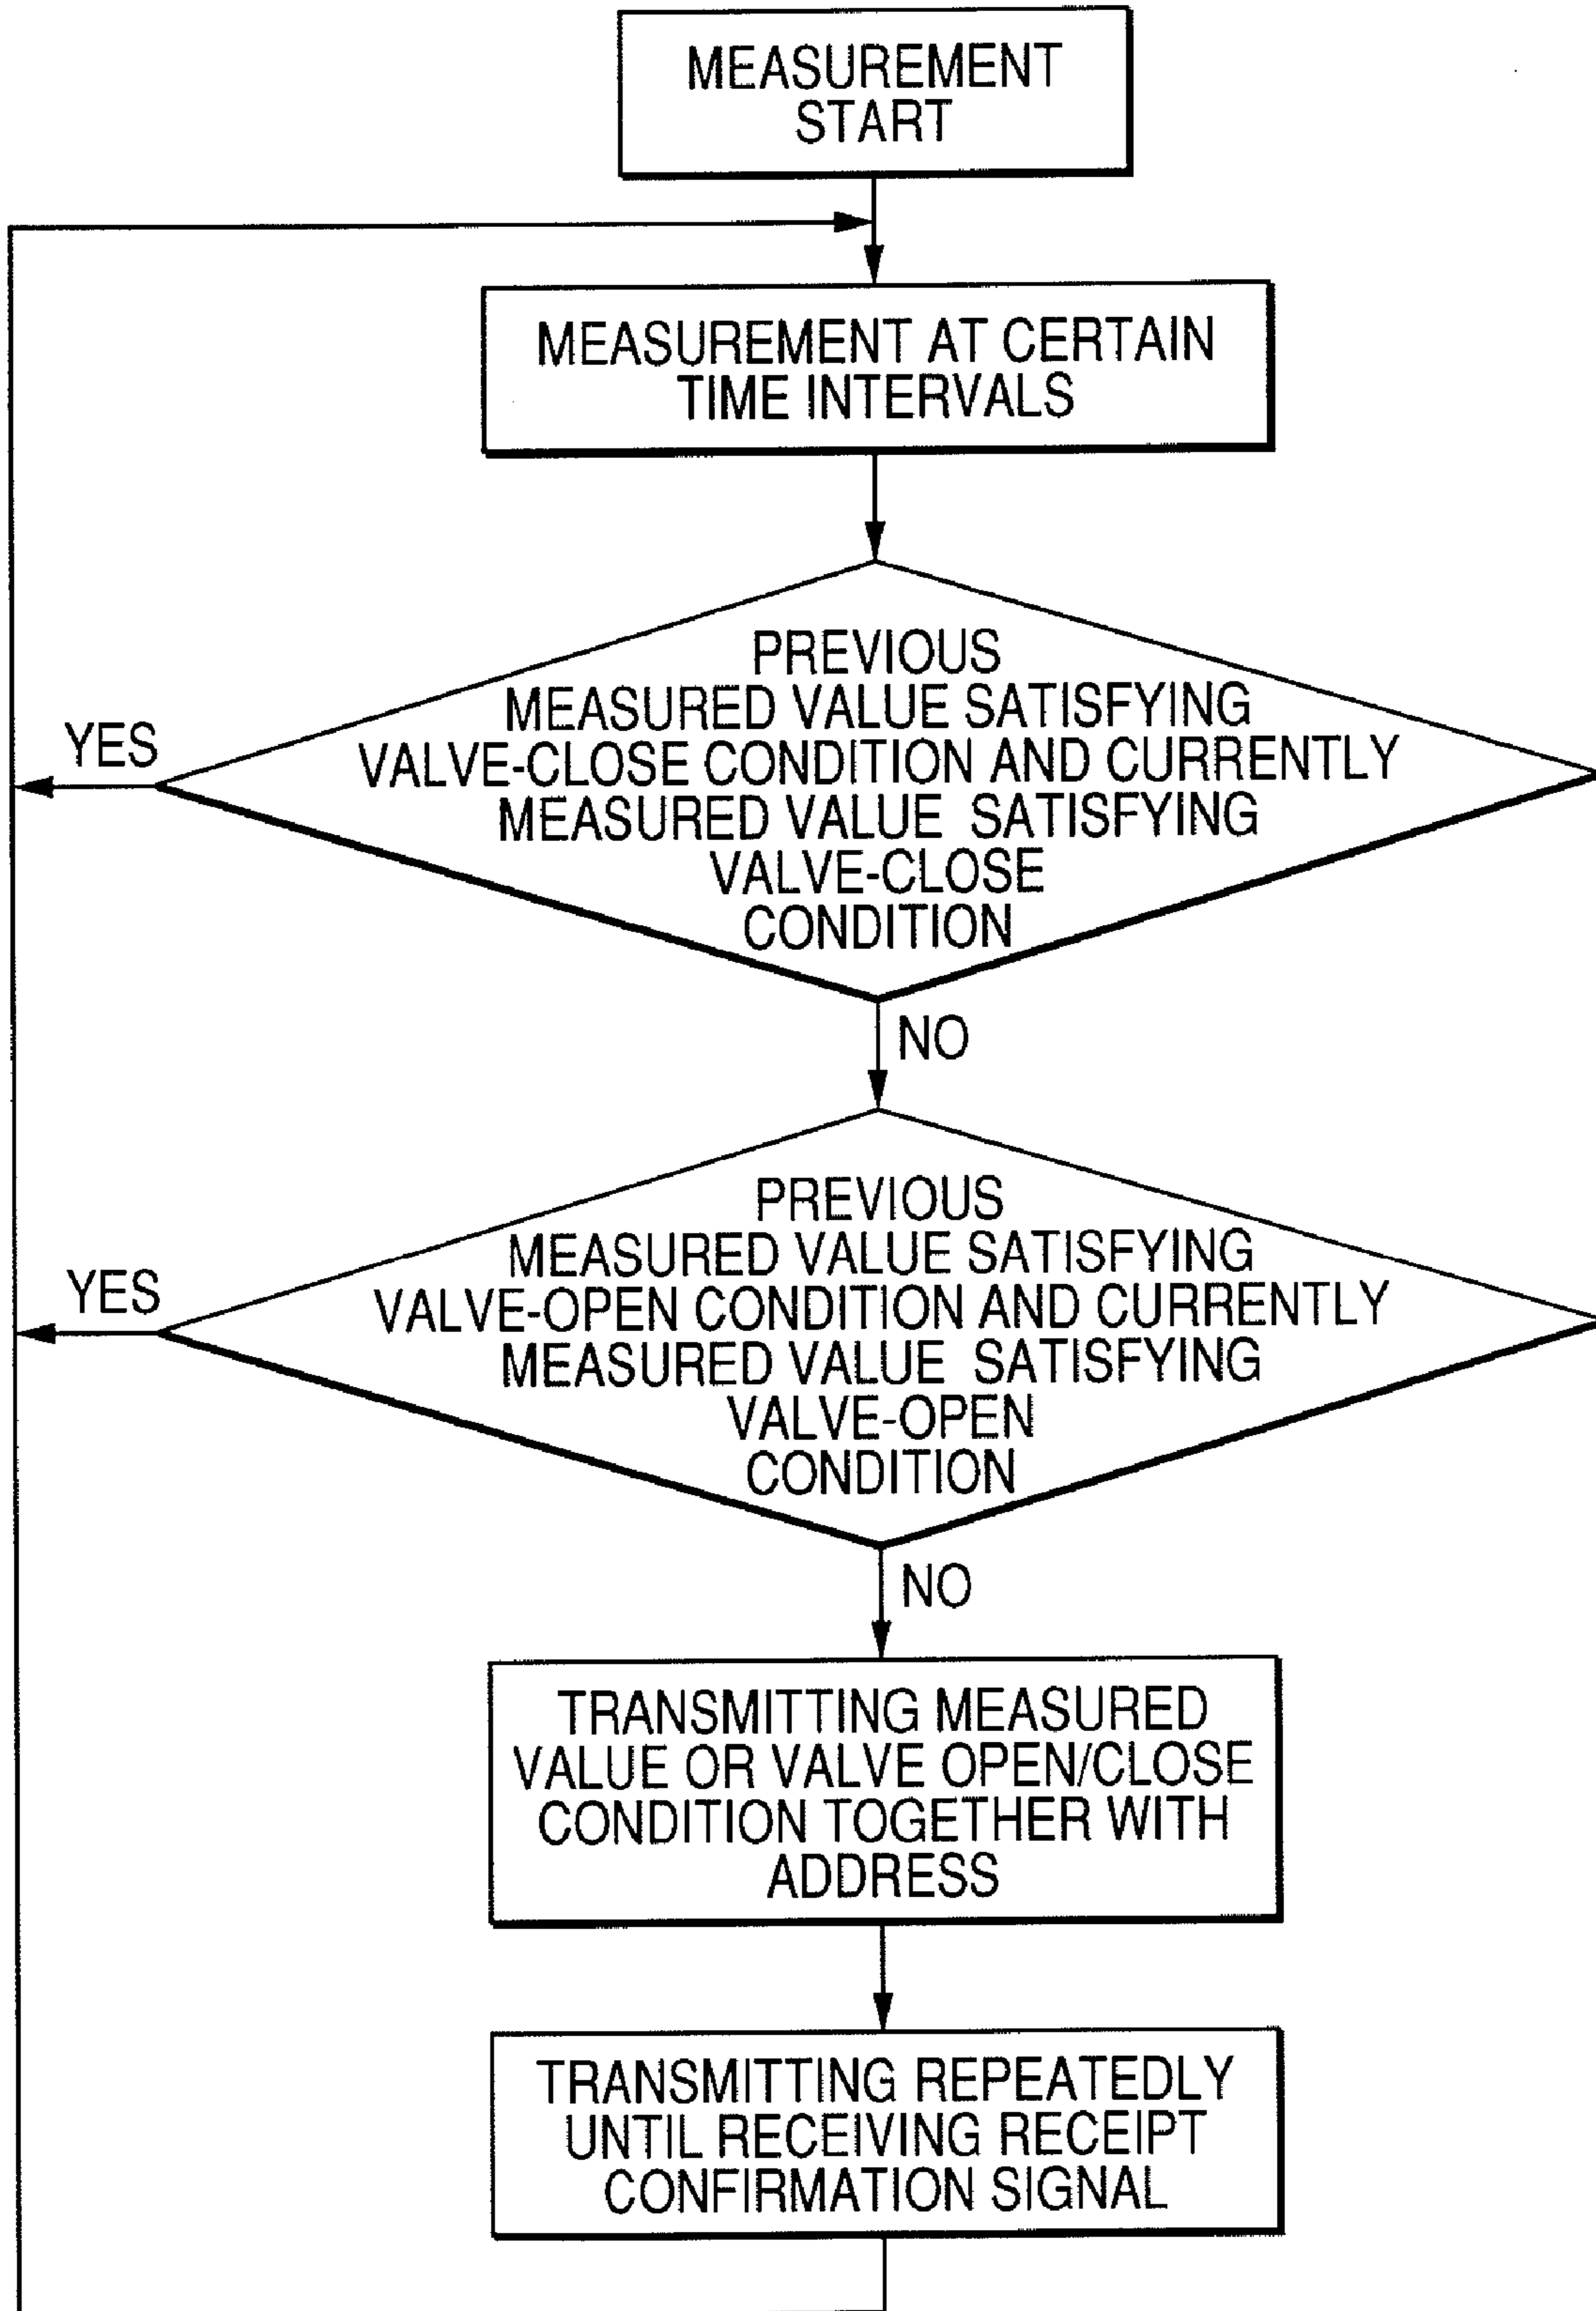 MEASUREMENT
START
MEASUREMENT AT CERTAIN
TIME INTERVALS
PREVIOUS
MEASURED VALUE SATISFYING
VALVE-CLOSE CONDITION AND CURRENTLY
MEASURED VALUE SATISFYING
VALVE-CLOSE
CONDITION
YES
NO
PREVIOUS
MEASURED VALUE SATISFYING
VALVE-OPEN CONDITION AND CURRENTLY
MEASURED VALUE SATISFYING
VALVE-OPEN
CONDITION
YES
NO
TRANSMITTING MEASURED
VALUE OR VALVE OPEN/CLOSE
CONDITION TOGETHER WITH
ADDRESS
TRANSMITTING REPEATEDLY
UNTIL RECEIVING RECEIPT
CONFIRMATION SIGNAL